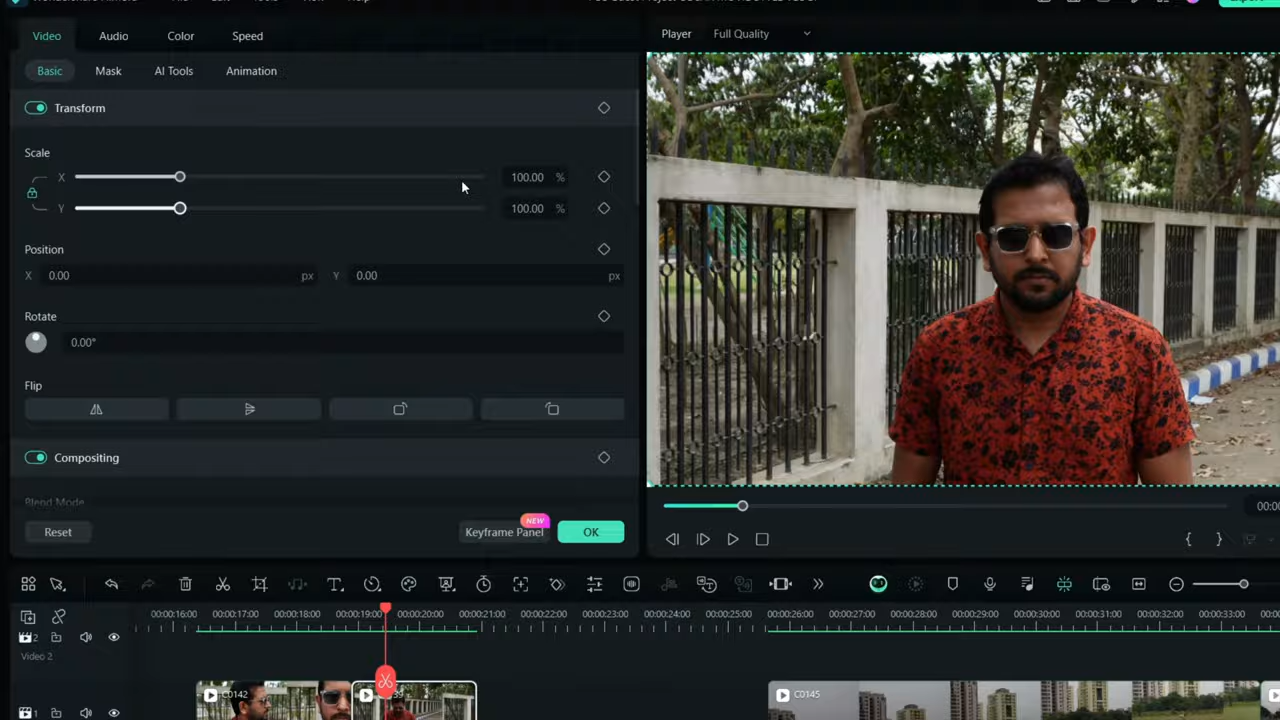 Video Audio Color Speed
Player Full Quality
Basic Mask AI Tools Animation
Transform
Scale
X 100.00 %
Y 100.00 %
Position
X 0.00 px Y 0.00 px
Rotate
0.00°
Flip
Compositing
Blend Mode
Reset Keyframe Panel NEW OK
00:00
{ }
00:00:16:00 00:00:17:00 00:00:18:00 00:00:19:00 00:00:20:00 00:00:21:00 00:00:22:00 00:00:23:00 00:00:24:00 00:00:25:00 00:00:26:00 00:00:27:00 00:00:28:00 00:00:29:00 00:00:30:00 00:00:31:00 00:00:32:00 00:00:33:00
2
Video 2
C0142 C0145